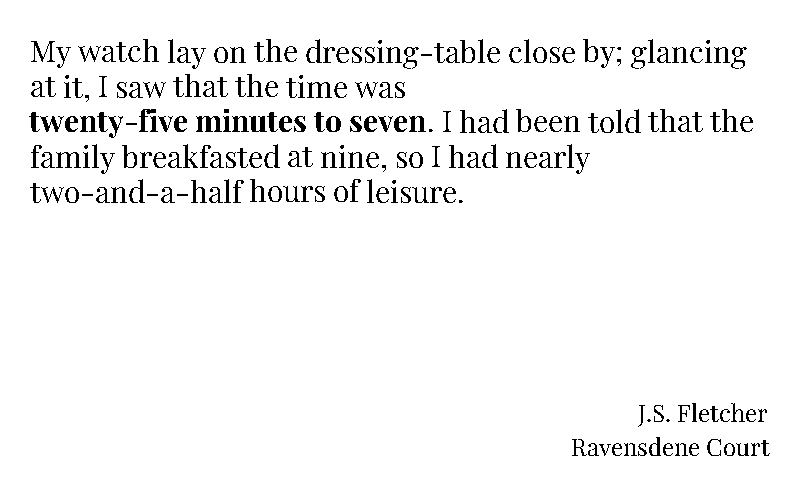 My watch lay on the dressing-table close by; glancing
at it, I saw that the time was
twenty-five minutes to seven. I had been told that the
family breakfasted at nine, so I had nearly
two-and-a-half hours of leisure.
J.S. Fletcher
Ravensdene Court